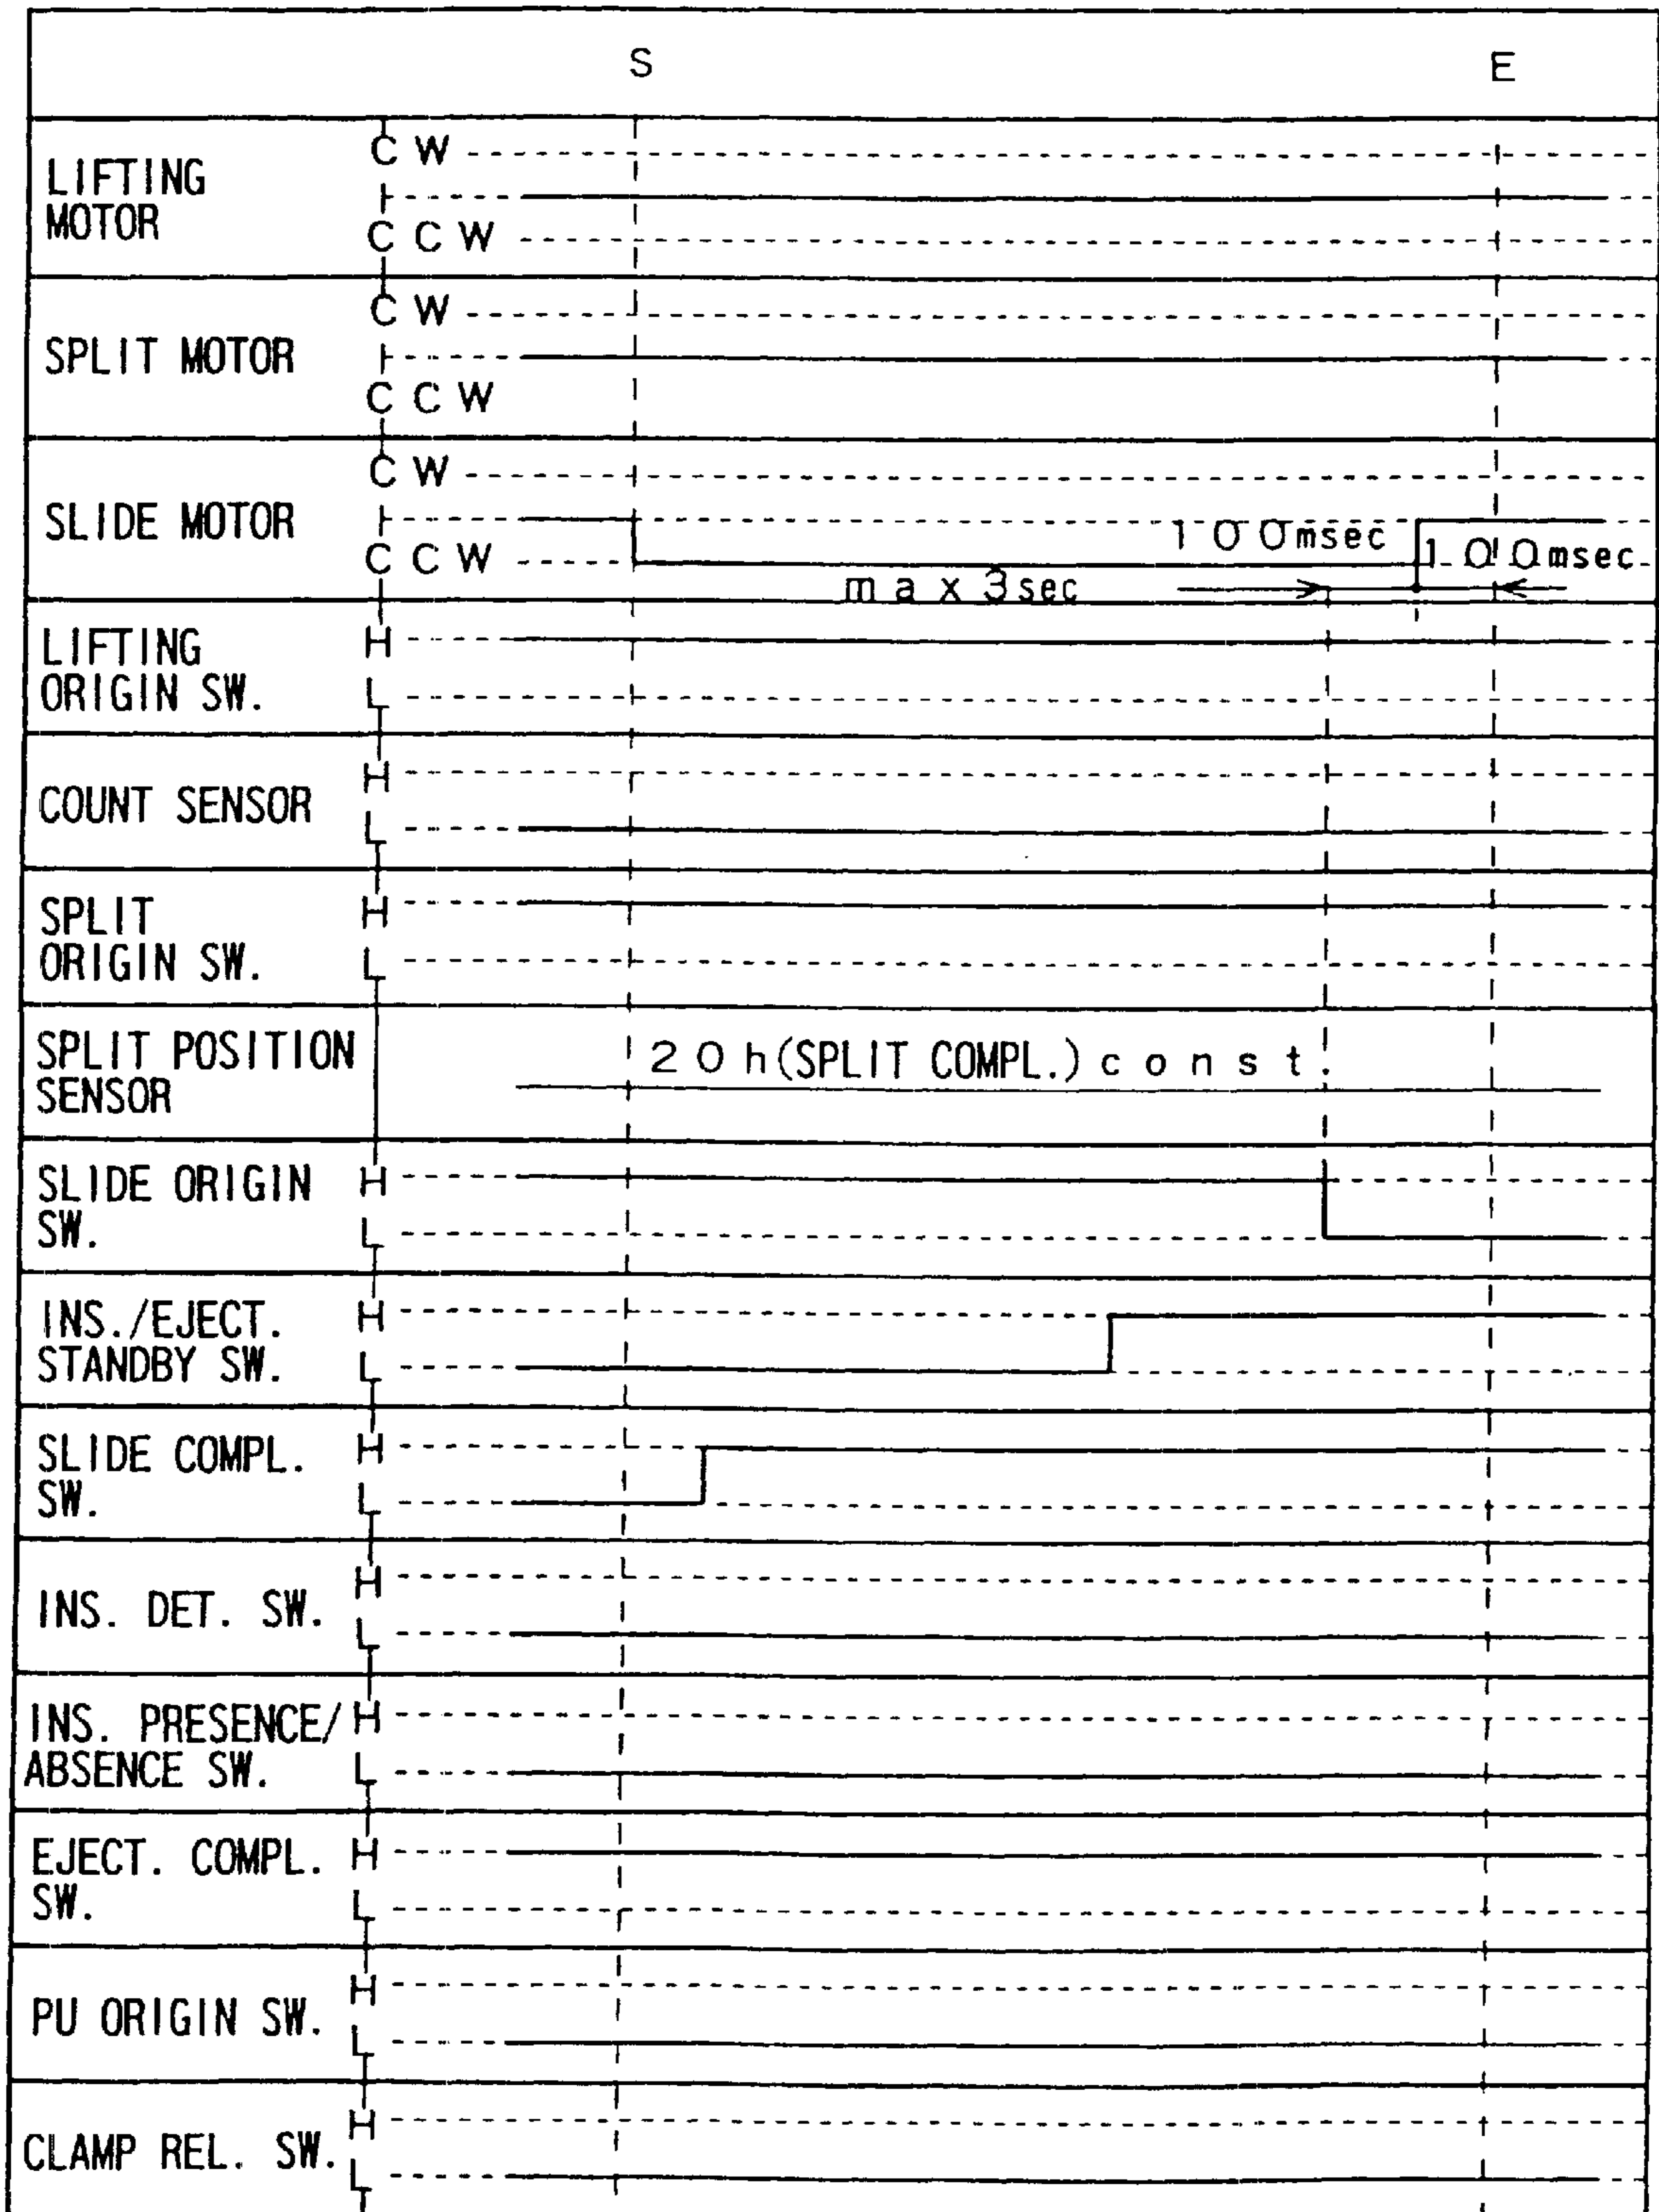 S E
CW
LIFTING
MOTOR
CCW
CW
SPLIT MOTOR
CCW
CW
SLIDE MOTOR
100msec
CCW
100msec
max 3sec
LIFTING
ORIGIN SW.
H
L
COUNT SENSOR
H
L
SPLIT
ORIGIN SW.
H
L
SPLIT POSITION
SENSOR
20h(SPLIT COMPL.)const.
SLIDE ORIGIN
SW.
H
L
INS./EJECT.
STANDBY SW.
H
L
SLIDE COMPL.
SW.
H
L
INS. DET. SW.
H
L
INS. PRESENCE/
ABSENCE SW.
H
L
EJECT. COMPL.
SW.
H
L
PU ORIGIN SW.
H
L
CLAMP REL. SW.
H
L